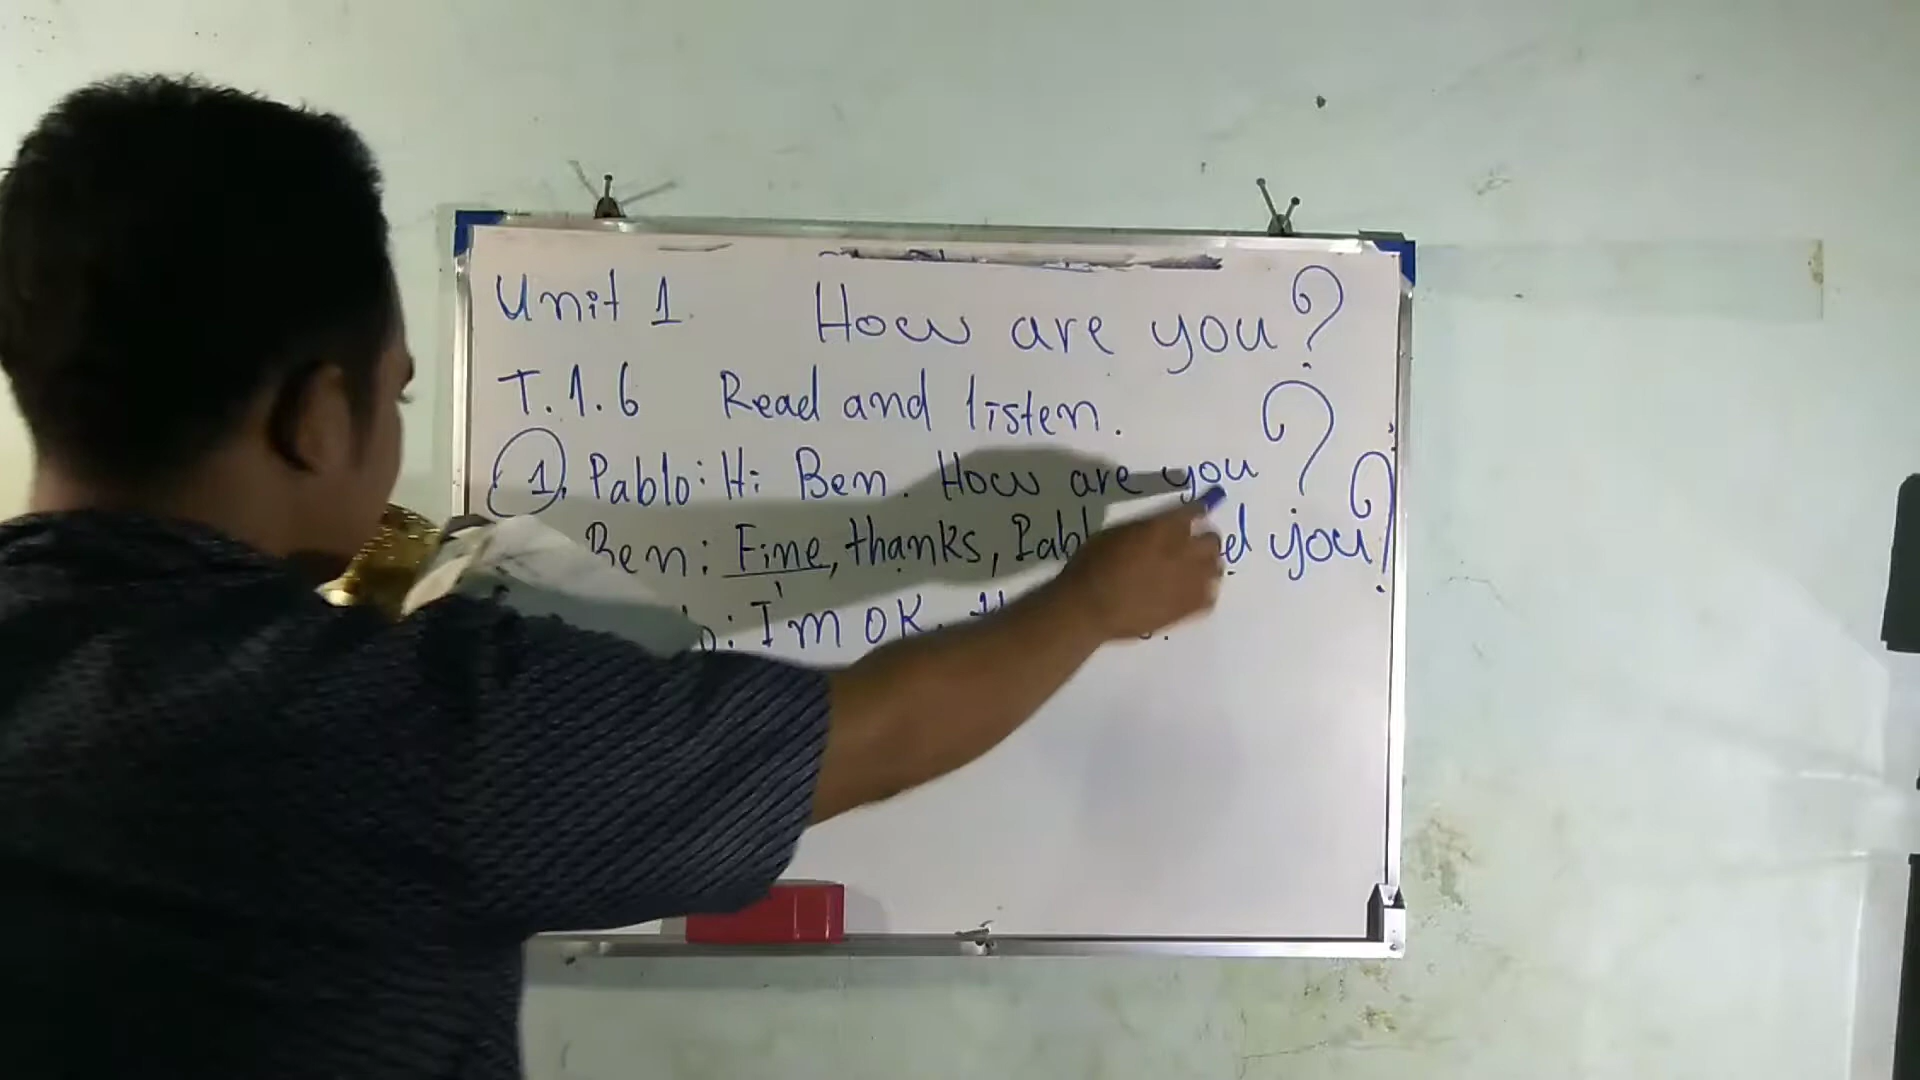 Unit 1. How are you?
T.1.6 Read and listen.
1. Pablo: Hi Ben. How are you?
Ben: Fine, thanks, you?
I'm OK.